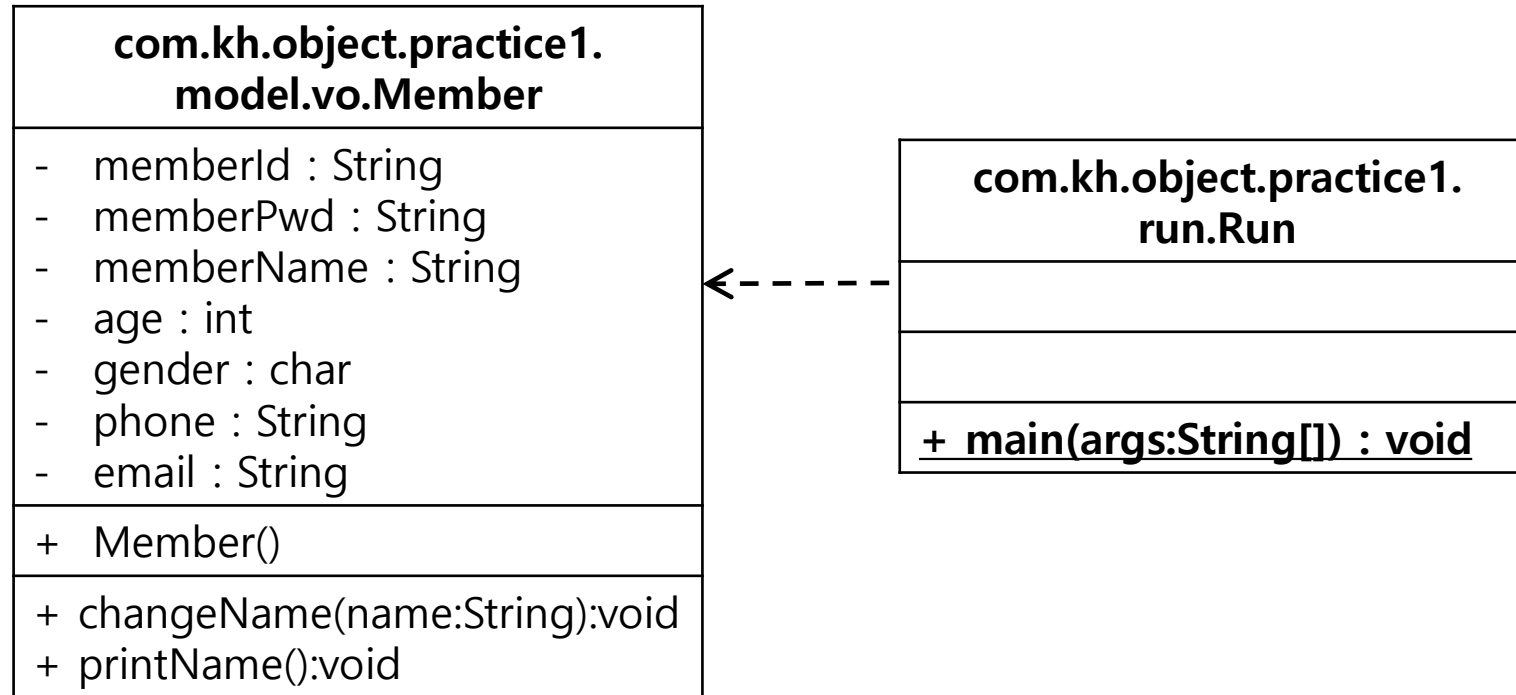 com.kh.object.practice1.
model.vo.Member
- memberId : String
- memberPwd : String
- memberName : String
- age : int
- gender : char
- phone : String
- email : String
+ Member()
+ changeName(name:String):void
+ printName():void
com.kh.object.practice1.
run.Run
+ main(args:String[]) : void